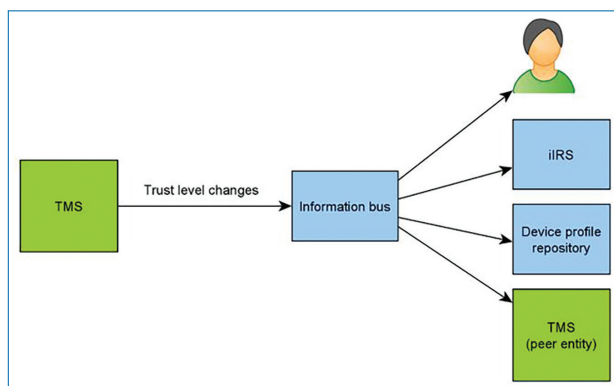 TMS
Trust level changes
Information bus
iIRS
Device profile
repository
TMS
(peer entity)